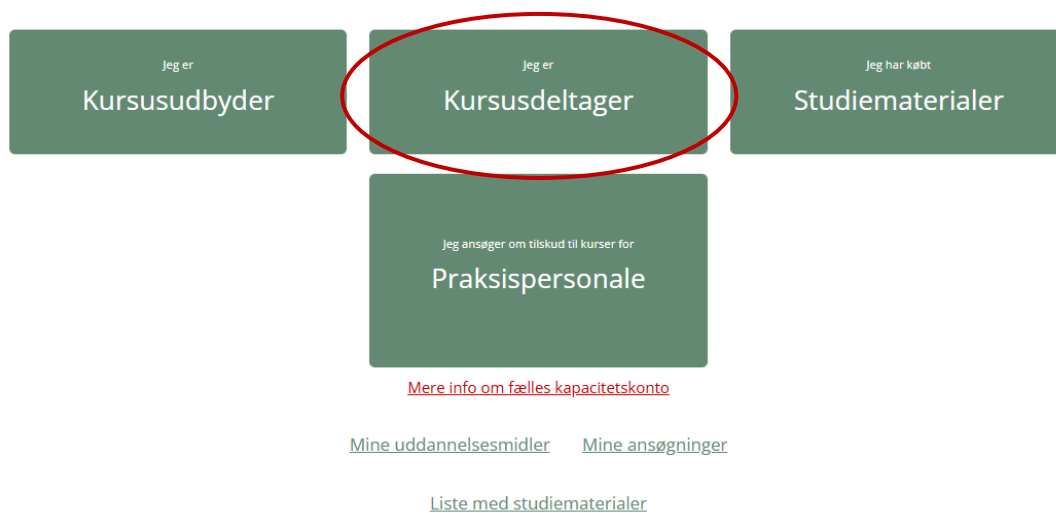 Jeg er
Kursusudbyder
Jeg er
Kursusdeltager
Jeg har købt
Studiematerialer
Jeg ansøger om tilskud til kurser for
Praksispersonale
Mere info om fælles kapacitetskonto
Mine uddannelsesmidler
Mine ansøgninger
Liste med studiematerialer